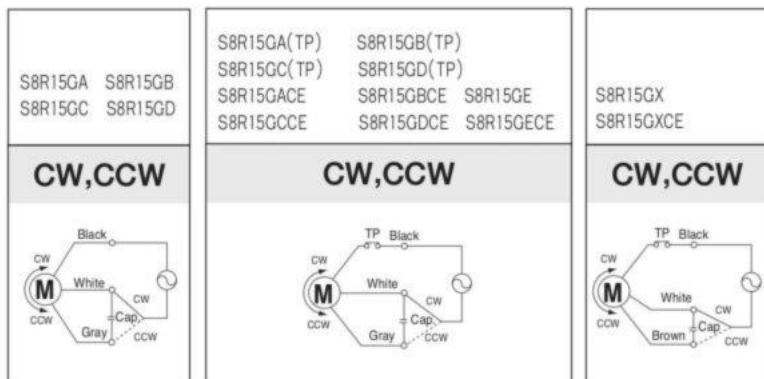 S8R15GA S8R15GB
S8R15GC S8R15GD
CW,CCW
Black
CW
White
M
CW
Cap
CCW
Gray
CCW
S8R15GA(TP) S8R15GB(TP)
S8R15GC(TP) S8R15GD(TP)
S8R15GACE S8R15GBCE S8R15GE
S8R15GCCE S8R15GDCE S8R15GECE
CW,CCW
TP Black
CW
White
M
CW
Cap
CCW
Gray
CCW
S8R15GX
S8R15GXCE
CW,CCW
TP Black
CW
M
White
CW
CCW
Cap
Brown
CCW